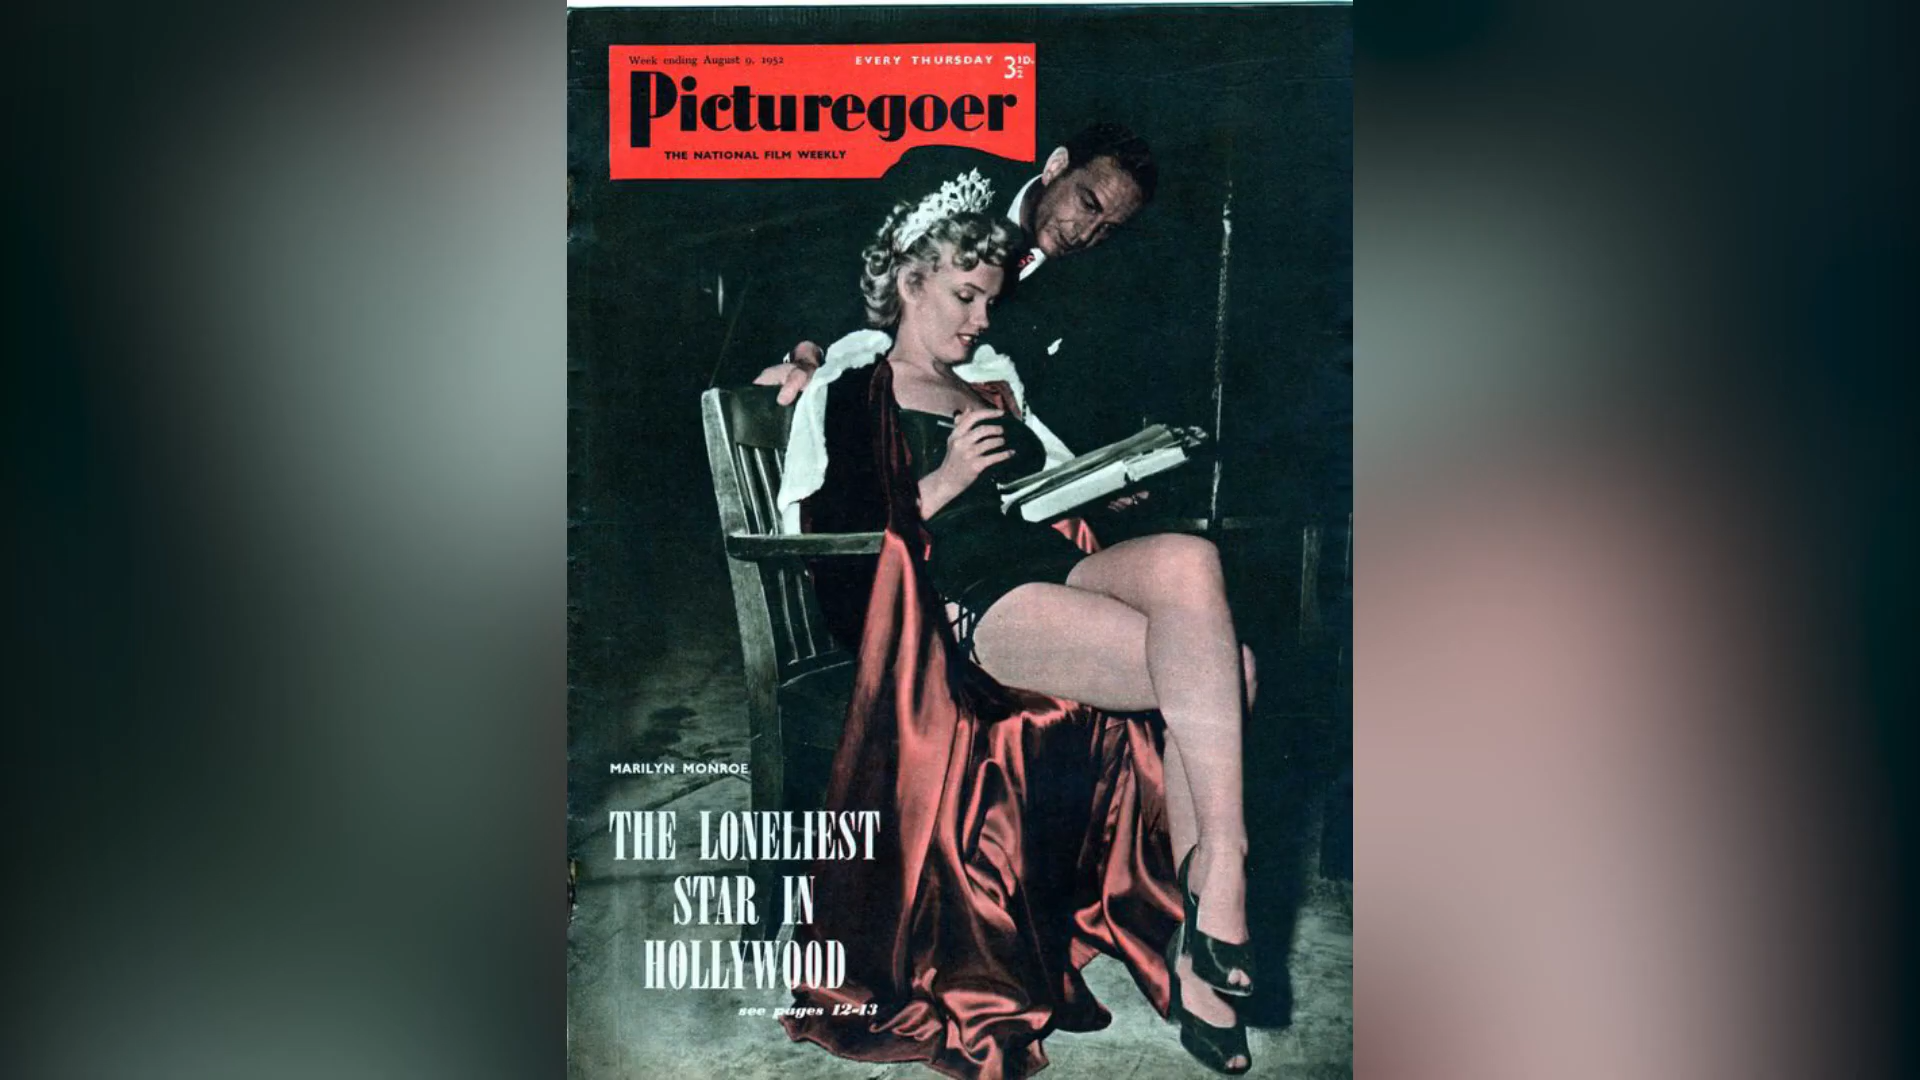 Week ending August 9, 1952
EVERY THURSDAY 3½D.
Picturegoer
THE NATIONAL FILM WEEKLY
MARILYN MONROE
THE LONELIEST
STAR IN
HOLLYWOOD
see pages 12-13